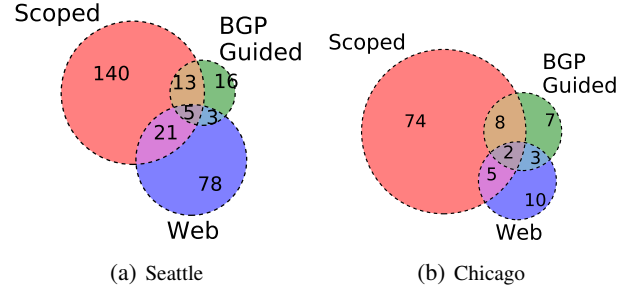 Scoped
BGP
Guided
140
13
16
5
3
21
78
Web
(a) Seattle
Scoped
BGP
Guided
74
8
7
2
3
5
10
Web
(b) Chicago